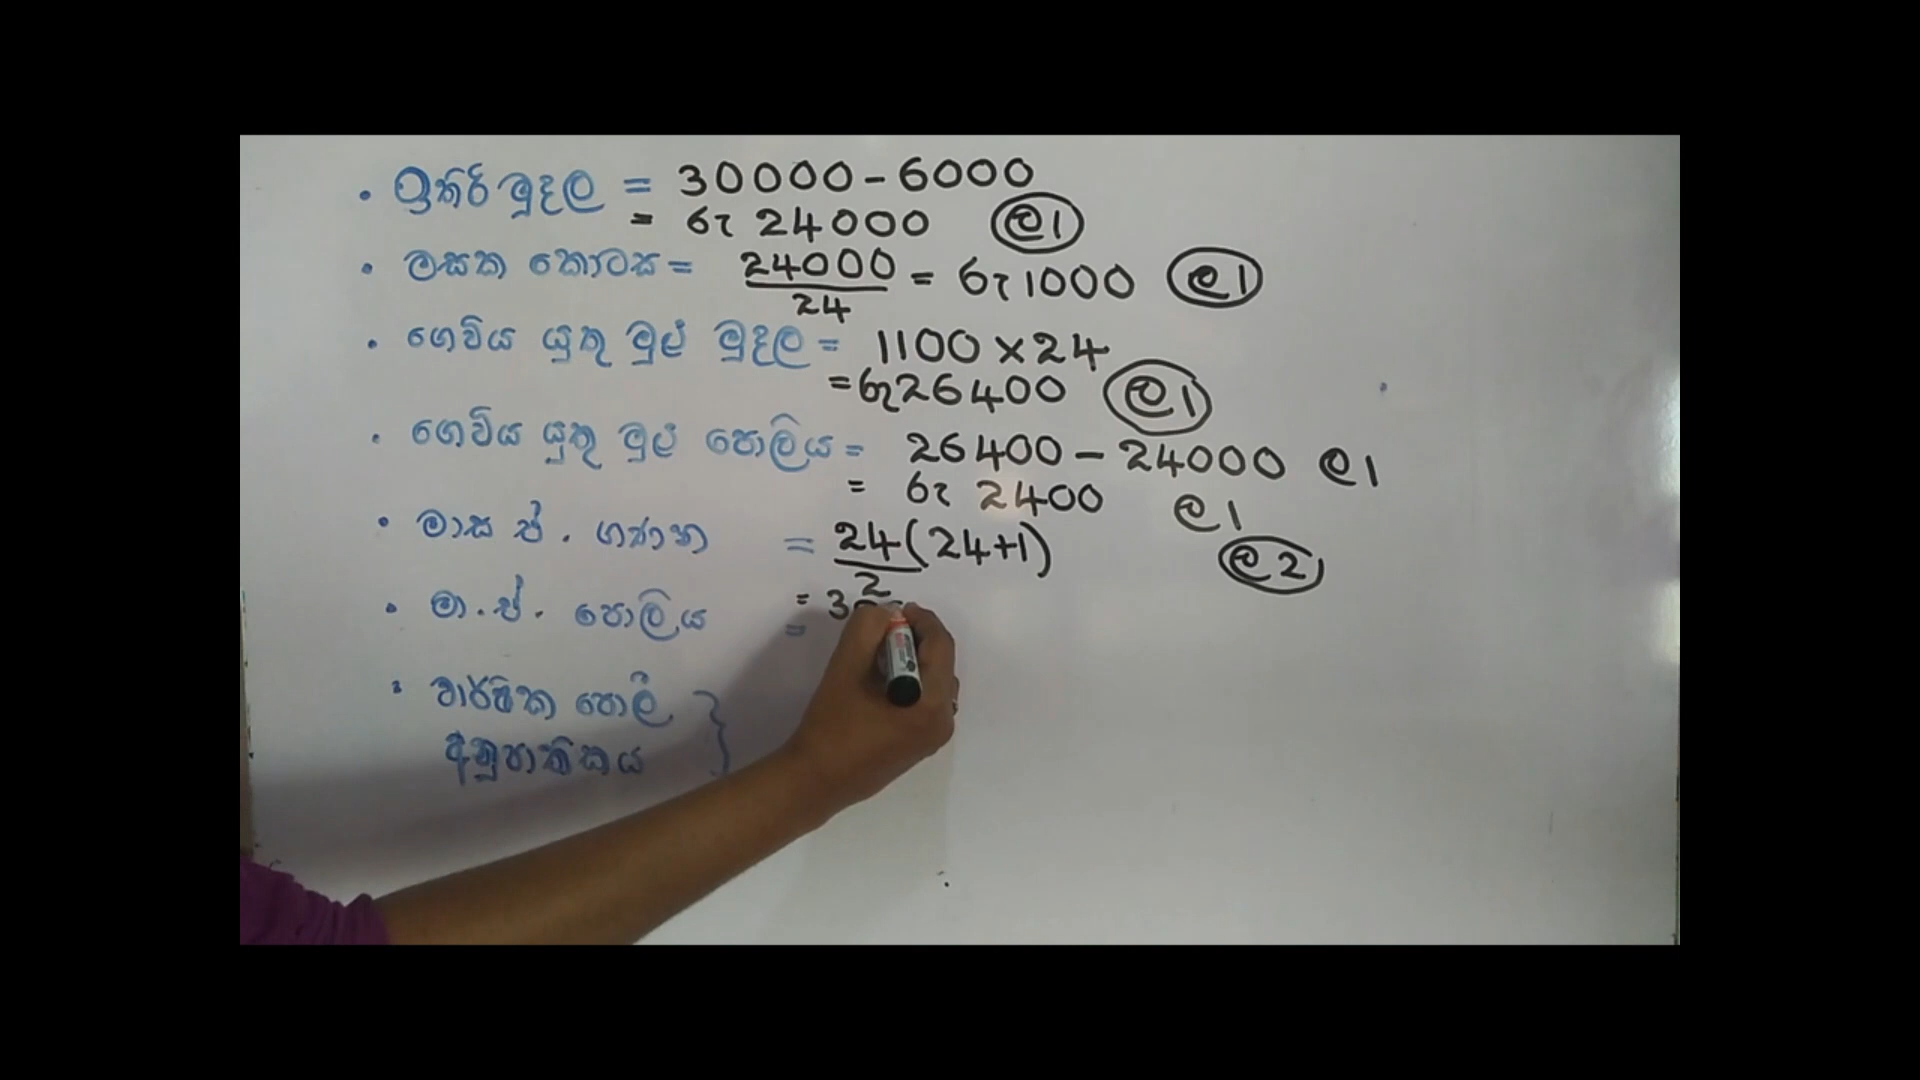 . ඉතිරි මුදල = 30000 - 6000
= රු 24000 ල1
. මාසික කොටස = 24000/24 = රු 1000 ල1
. ගෙවිය යුතු මුළු මුදල = 1100 x 24
= රු 26400 ල1
. ගෙවිය යුතු මුළු පොලිය = 26400 - 24000 ල1
= රු 2400 ල1
. මාස ඒ. ගණන = 24(24+1)/2 ල2
. මා.ඒ. පොලිය = 3
=
. වාර්ෂික පොලී }
අනුපාතිකය